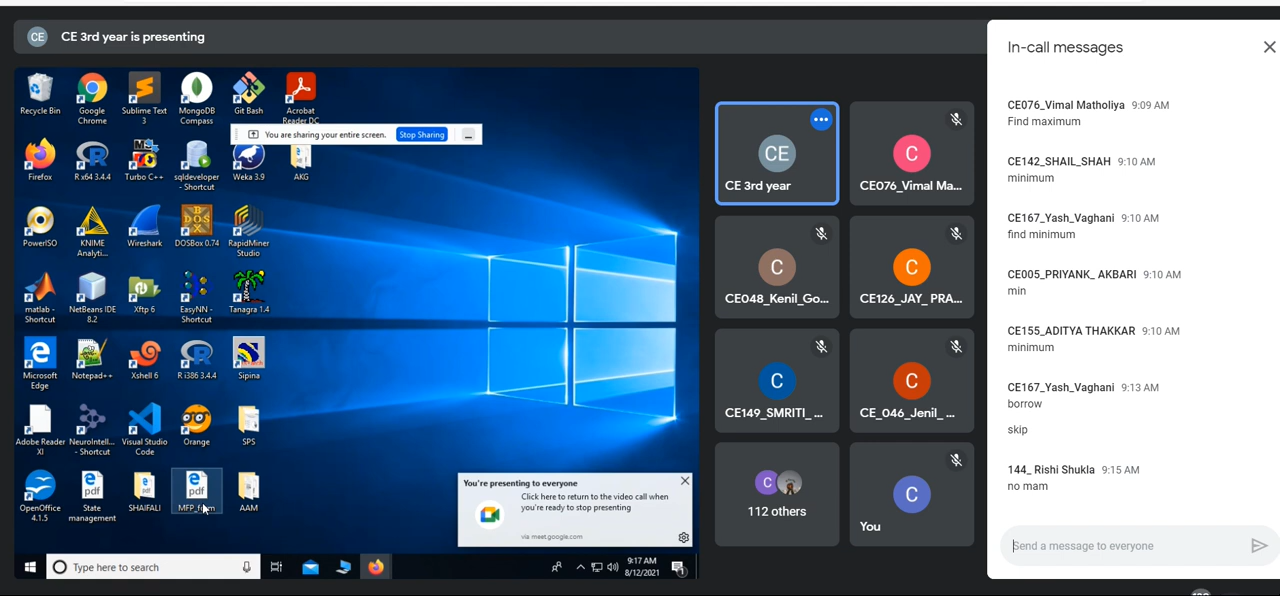 CE CE 3rd year is presenting
Recycle Bin
Google Chrome
Sublime Text 3
MongoDB Compass
Git Bash
Acrobat Reader DC
You are sharing your entire screen. Stop Sharing
Firefox
R x64 3.4.4
Turbo C++
sqldeveloper - Shortcut
Weka 3.9
AKG
PowerISO
KNIME Analyti...
Wireshark
DOSBox 0.74
RapidMiner Studio
matlab - Shortcut
NetBeans IDE 8.2
Xftp 6
EasyNN - Shortcut
Tanagra 1.4
Microsoft Edge
Notepad++
Xshell 6
R i386 3.4.4
Sipina
Adobe Reader XI
NeuroIntell... - Shortcut
Visual Studio Code
Orange
SPS
OpenOffice 4.1.5
pdf
State management
SHAIFALI
pdf
AAM
You're presenting to everyone
Click here to return to the video call when
you're ready to stop presenting
via meet.google.com
Type here to search
9:17 AM
8/12/2021
CE
CE 3rd year
C
CE076_Vimal Ma...
C
CE048_Kenil_Go...
C
CE126_JAY_ PRA...
C
CE149_SMRITI_ ...
C
CE_046_Jenil_ ...
C
112 others
C
You
In-call messages
CE076_Vimal Matholiya 9:09 AM
Find maximum
CE142_SHAIL_SHAH 9:10 AM
minimum
CE167_Yash_Vaghani 9:10 AM
find minimum
CE005_PRIYANK_ AKBARI 9:10 AM
min
CE155_ADITYA THAKKAR 9:10 AM
minimum
CE167_Yash_Vaghani 9:13 AM
borrow
skip
144_ Rishi Shukla 9:15 AM
no mam
Send a message to everyone